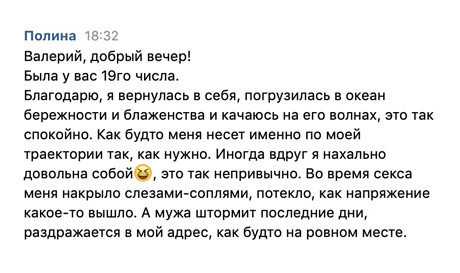 Полина 18:32
Валерий, добрый вечер!
Была у вас 19го числа.
Благодарю, я вернулась в себя, погрузилась в океан
бережности и блаженства и качаюсь на его волнах, это так
спокойно. Как будто меня несет именно по моей
траектории так, как нужно. Иногда вдруг я нахально
довольна собой😆, это так непривычно. Во время секса
меня накрыло слезами-соплями, потекло, как напряжение
какое-то вышло. А мужа штормит последние дни,
раздражается в мой адрес, как будто на ровном месте.